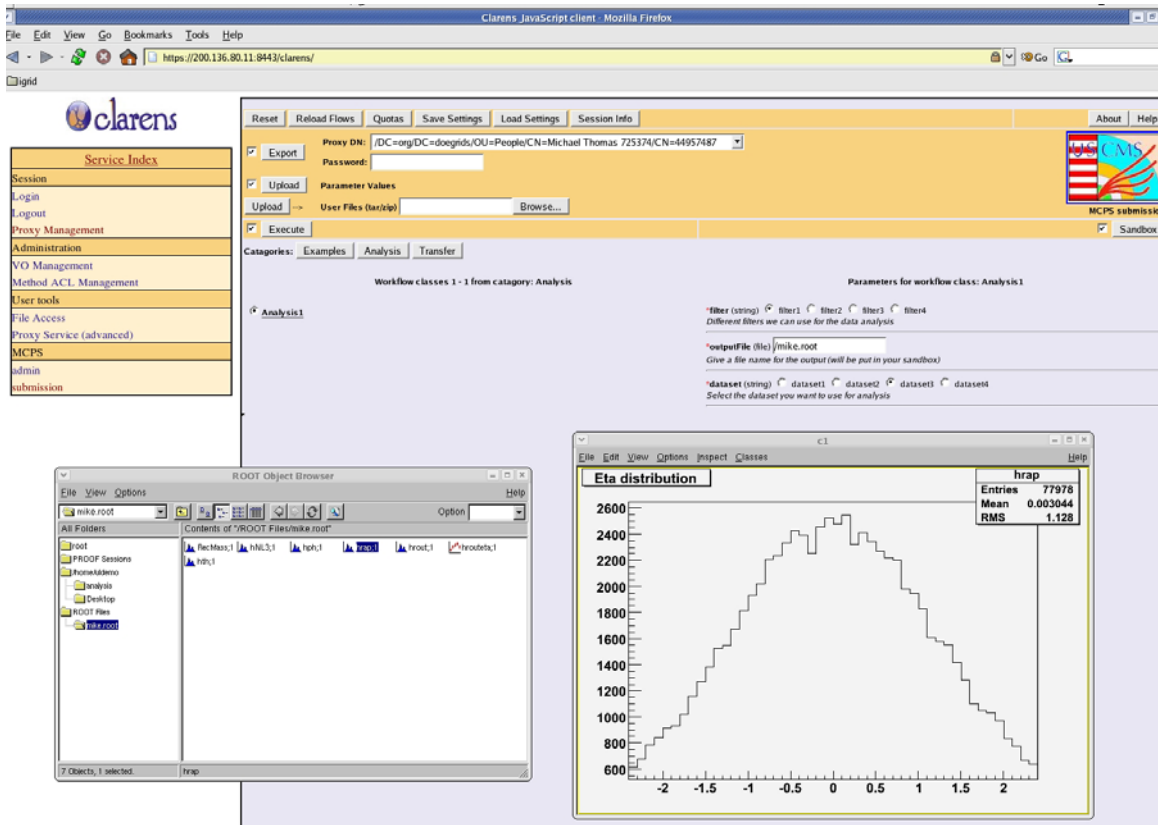 Clarens JavaScript client - Mozilla Firefox
File Edit View Go Bookmarks Tools Help
https://200.136.80.11:8443/clarens/
Go
igrid
clarens
Service Index
Session
Login
Logout
Proxy Management
Administration
VO Management
Method ACL Management
User tools
File Access
Proxy Service (advanced)
MCPS
admin
submission
Reset Reload Flows Quotas Save Settings Load Settings Session Info About Help
Export Proxy DN: /DC=org/DC=doegrids/OU=People/CN=Michael Thomas 725374/CN=44957487
Password:
Upload Parameter Values
Upload --> User Files (tar/zip) Browse...
US CMS
MCPS submissio
Execute Sandbox
Catagories: Examples Analysis Transfer
Workflow classes 1 - 1 from catagory: Analysis
Analysis1
Parameters for workflow class: Analysis1
*filter (string) filter1 filter2 filter3 filter4
Different filters we can use for the data analysis
*outputFile (file) /mike.root
Give a file name for the output (will be put in your sandbox)
*dataset (string) dataset1 dataset2 dataset3 dataset4
Select the dataset you want to use for analysis
ROOT Object Browser
File View Options Help
mike.root Option
All Folders Contents of "/ROOT Files/mike.root"
root
PROOF Sessions
/home/uldemo
analysis
Desktop
ROOT Files
mike.root
RecMass;1 hNL3;1 hph;1 hrap;1 hrout;1 hrouteta;1
hth;1
7 Objects, 1 selected. hrap
c1
File Edit View Options Inspect Classes Help
Eta distribution
hrap
Entries 77978
Mean 0.003044
RMS 1.128
2600
2400
2200
2000
1800
1600
1400
1200
1000
800
600
-2 -1.5 -1 -0.5 0 0.5 1 1.5 2